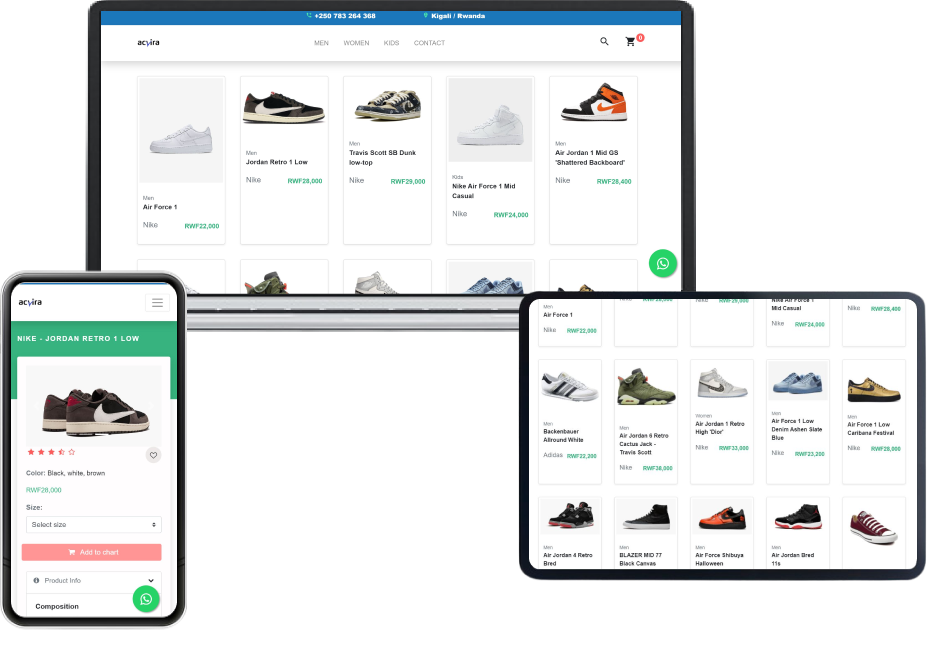 +250 783 264 368
Kigali / Rwanda
acyira
MEN WOMEN KIDS CONTACT
0
Men
Air Force 1
Nike RWF22,000
Men
Jordan Retro 1 Low
Nike RWF28,000
Men
Travis Scott SB Dunk
low-top
Nike RWF29,000
Kids
Nike Air Force 1 Mid
Casual
Nike RWF24,000
Men
Air Jordan 1 Mid GS
'Shattered Backboard'
Nike RWF28,400
acyira
NIKE - JORDAN RETRO 1 LOW
Color: Black, white, brown
RWF28,000
Size:
Select size
Add to chart
Product Info
Composition
Men
Air Force 1
Nike RWF22,000
Nike
Nike
Nike Air Force 1
Mid Casual
Nike RWF24,000
Nike RWF28,400
Men
Backenbauer
Allround White
Adidas RWF22,200
Men
Air Jordan 6 Retro
Cactus Jack -
Travis Scott
Nike RWF38,000
Women
Air Jordan 1 Retro
High 'Dior'
Nike RWF33,000
Men
Air Force 1 Low
Denim Ashen Slate
Blue
Nike RWF23,200
Men
Air Force 1 Low
Caribana Festival
Nike RWF28,000
Men
Air Jordan 4 Retro
Bred
Men
BLAZER MID 77
Black Canvas
Men
Air Force Shibuya
Halloween
Men
Air Jordan Bred
11s